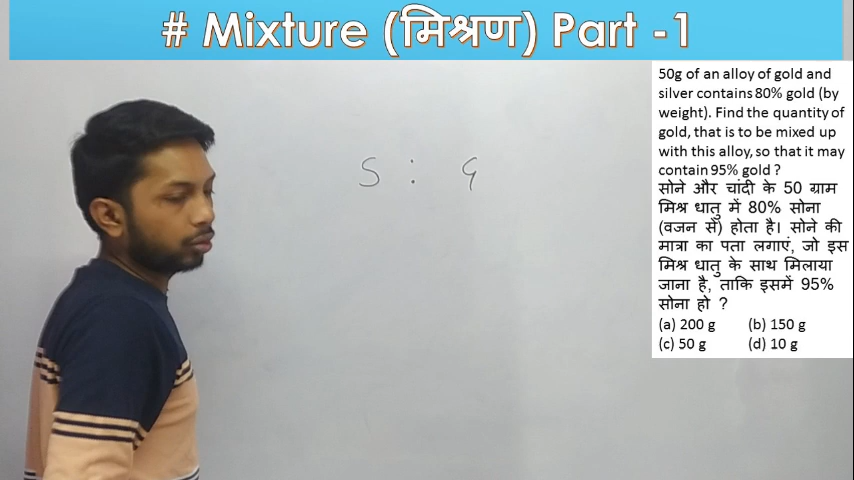 # Mixture (मिश्रण) Part -1
50g of an alloy of gold and
silver contains 80% gold (by
weight). Find the quantity of
gold, that is to be mixed up
with this alloy, so that it may
contain 95% gold ?
सोने और चांदी के 50 ग्राम
मिश्र धातु में 80% सोना
(वजन से) होता है। सोने की
मात्रा का पता लगाएं, जो इस
मिश्र धातु के साथ मिलाया
जाना है, ताकि इसमें 95%
सोना हो ?
(a) 200 g (b) 150 g
(c) 50 g (d) 10 g
S : G